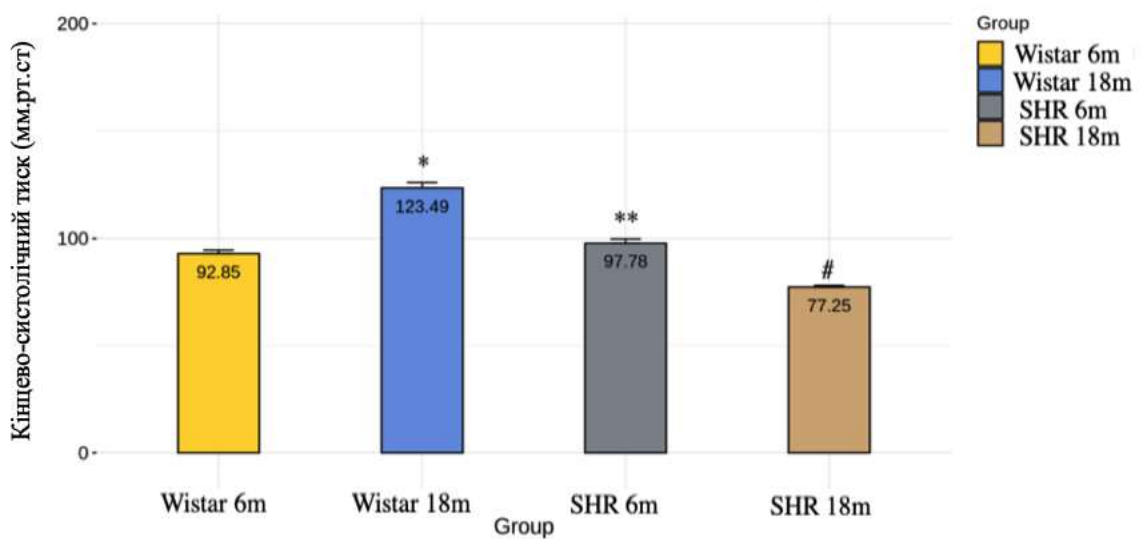 Кінцево-систолічний тиск (мм.рт.ст)
200
100
0
*
**
#
92.85
123.49
97.78
77.25
Wistar 6m
Wistar 18m
SHR 6m
SHR 18m
Group
Group
Wistar 6m
Wistar 18m
SHR 6m
SHR 18m